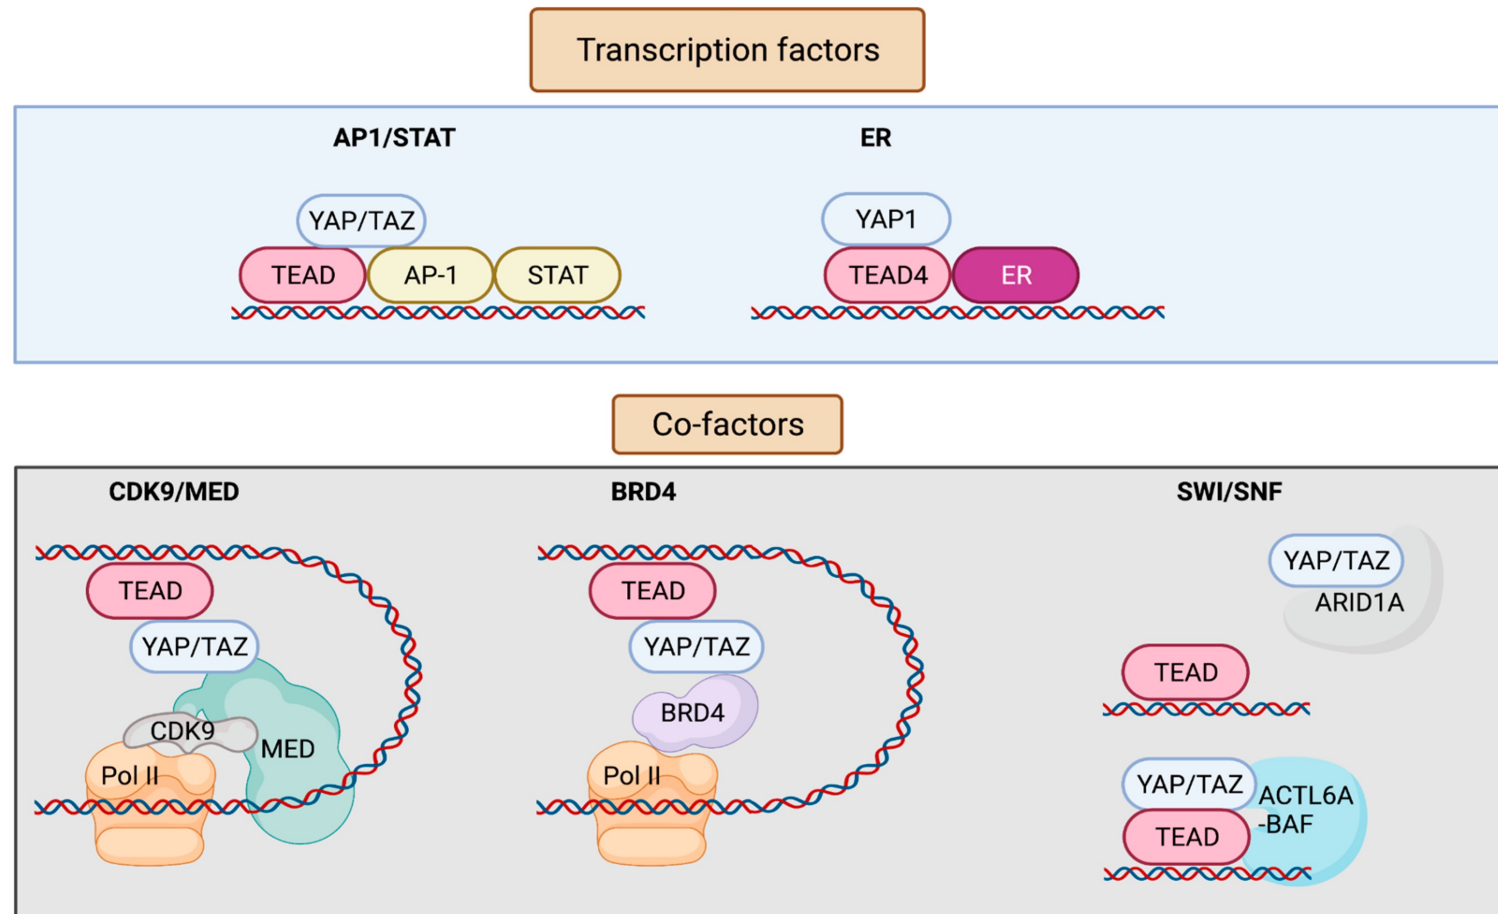 Transcription factors
AP1/STAT
ER
YAP/TAZ
YAP1
TEAD
AP-1
STAT
TEAD4
ER
Co-factors
CDK9/MED
BRD4
SWI/SNF
TEAD
YAP/TAZ
CDK9
MED
Pol II
TEAD
YAP/TAZ
BRD4
Pol II
YAP/TAZ
ARID1A
TEAD
YAP/TAZ
ACTL6A
-BAF
TEAD